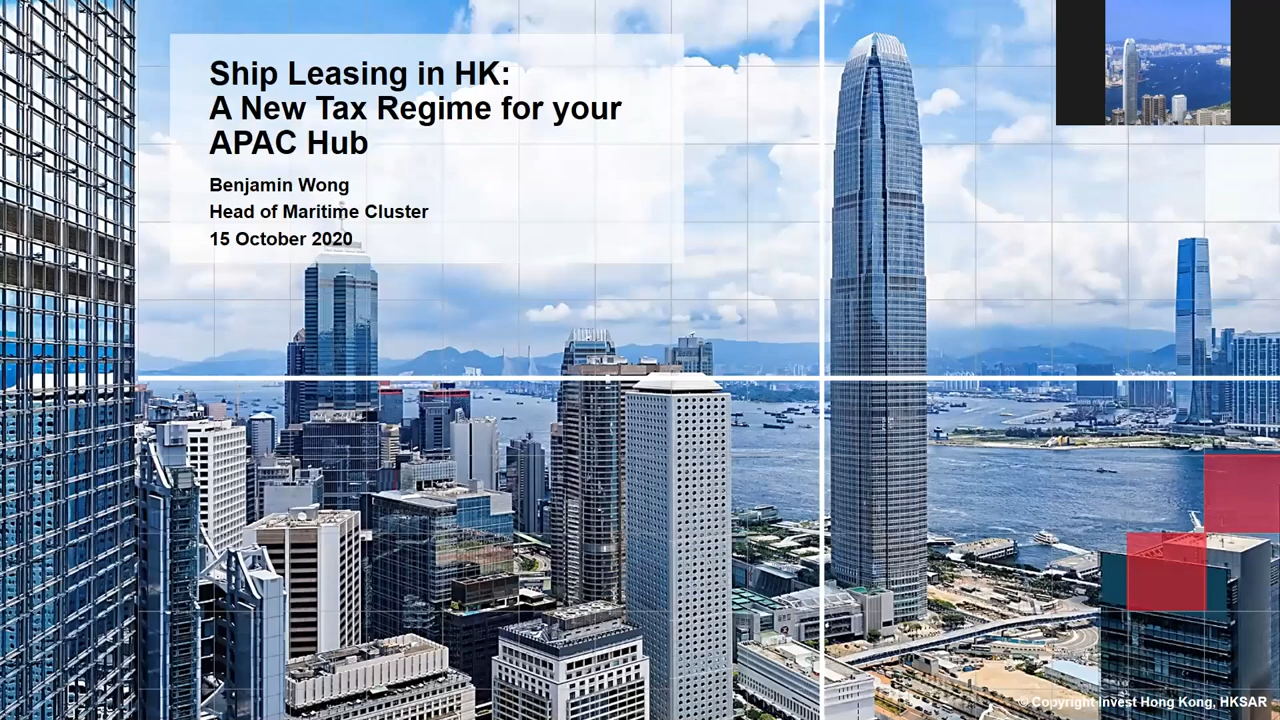 Ship Leasing in HK:
A New Tax Regime for your
APAC Hub
Benjamin Wong
Head of Maritime Cluster
15 October 2020
© Copyright Invest Hong Kong, HKSAR